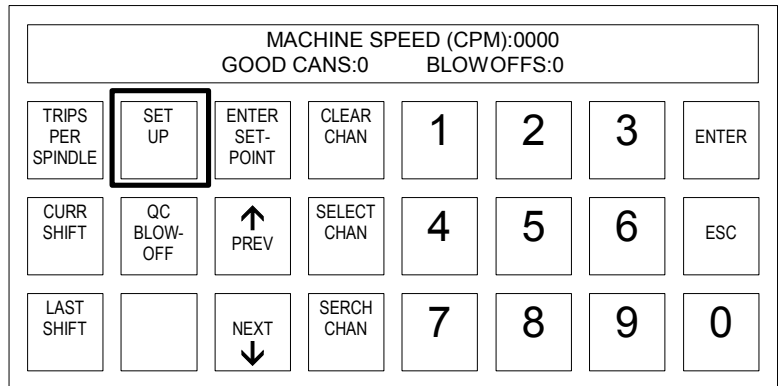 MACHINE SPEED (CPM):0000
GOOD CANS:0 BLOWOFFS:0
TRIPS
PER
SPINDLE
SET
UP
ENTER
SET-
POINT
CLEAR
CHAN
1
2
3
ENTER
CURR
SHIFT
QC
BLOW-
OFF
↑
PREV
SELECT
CHAN
4
5
6
ESC
LAST
SHIFT
NEXT
↓
SERCH
CHAN
7
8
9
0